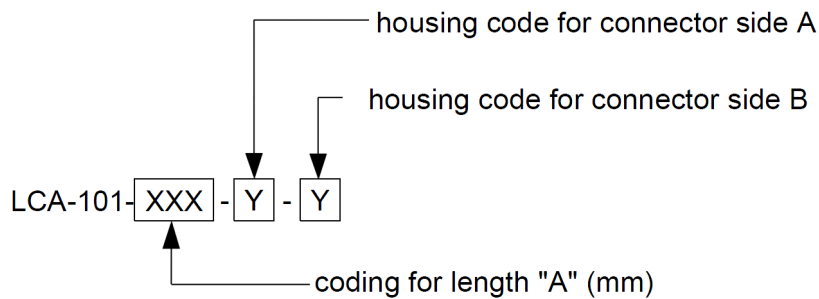 housing code for connector side A
housing code for connector side B
LCA-101-XXX - Y - Y
coding for length "A" (mm)